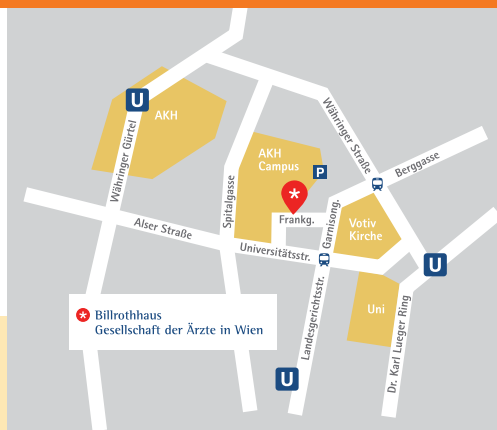 U
AKH
Währinger Gürtel
Währinger Straße
AKH
Campus
P
Berggasse
Spitalgasse
*
Frankg.
Garnisong.
Votiv
Kirche
Alser Straße
Universitätsstr.
U
Uni
Landesgerichtsstr.
Dr. Karl Lueger Ring
* Billrothhaus
Gesellschaft der Ärzte in Wien
U